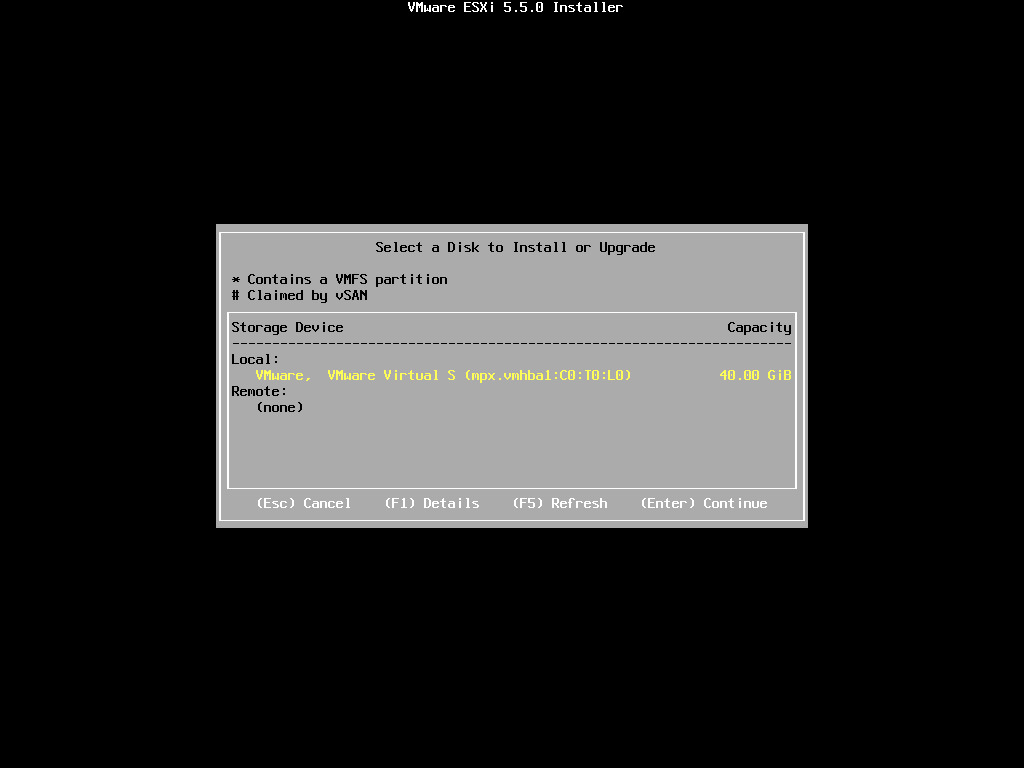 VMware ESXi 5.5.0 Installer
Select a Disk to Install or Upgrade
* Contains a VMFS partition
# Claimed by vSAN
Storage Device Capacity
----------------------------------------------------------------------
Local:
VMware,  VMware Virtual S (mpx.vmhba1:C0:T0:L0) 40.00 GiB
Remote:
(none)
(Esc) Cancel (F1) Details (F5) Refresh (Enter) Continue